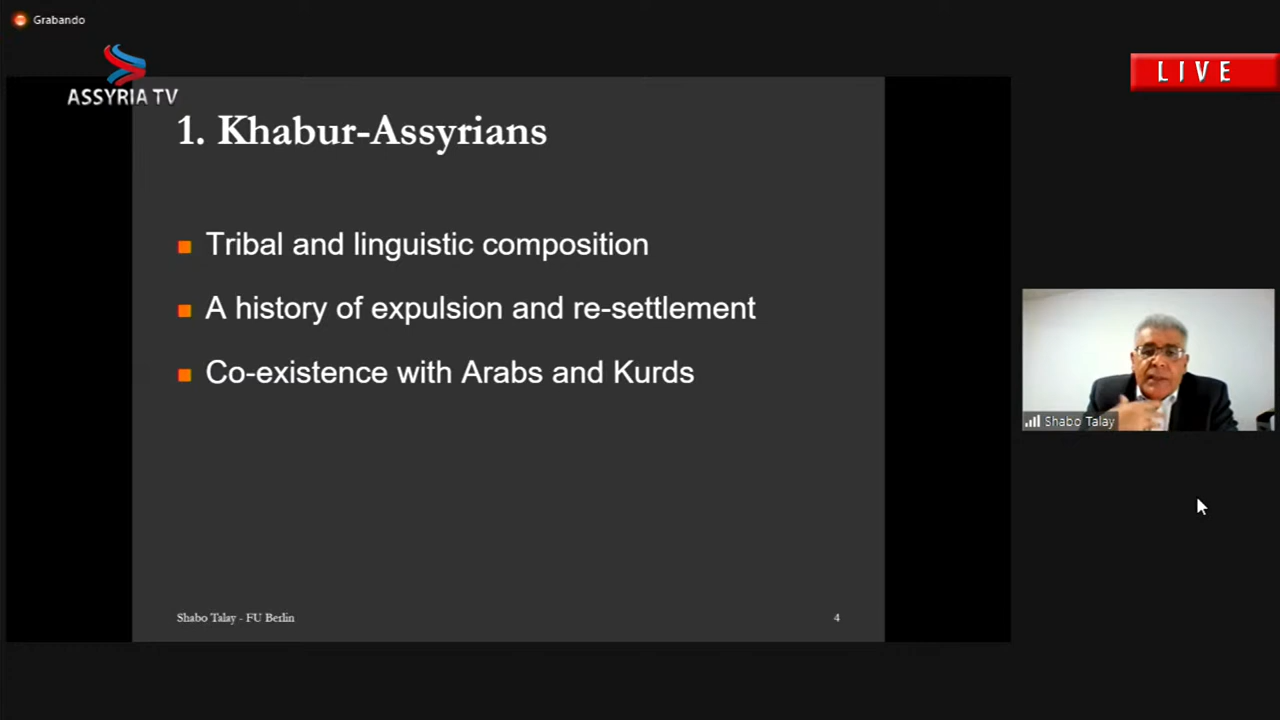 Grabando
ASSYRIA TV
LIVE
1. Khabur-Assyrians
Tribal and linguistic composition
A history of expulsion and re-settlement
Co-existence with Arabs and Kurds
Shabo Talay
Shabo Talay - FU Berlin
4